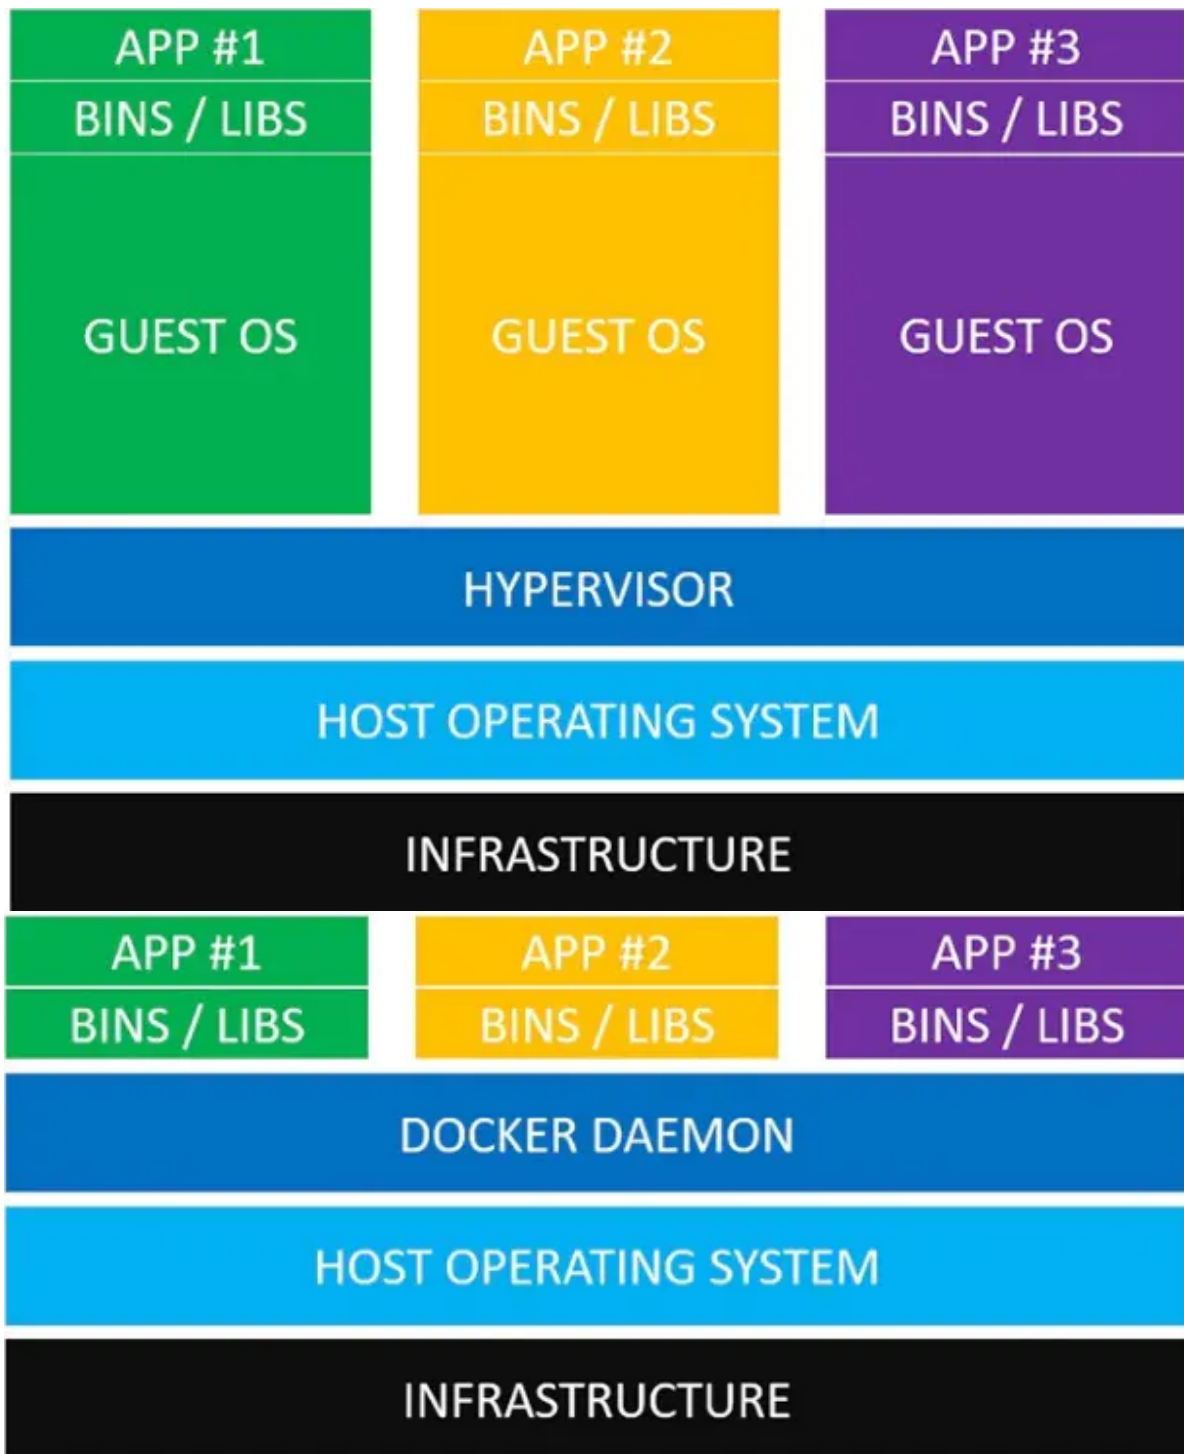 APP #1
APP #2
APP #3
BINS / LIBS
BINS / LIBS
BINS / LIBS
GUEST OS
GUEST OS
GUEST OS
HYPERVISOR
HOST OPERATING SYSTEM
INFRASTRUCTURE
APP #1
APP #2
APP #3
BINS / LIBS
BINS / LIBS
BINS / LIBS
DOCKER DAEMON
HOST OPERATING SYSTEM
INFRASTRUCTURE